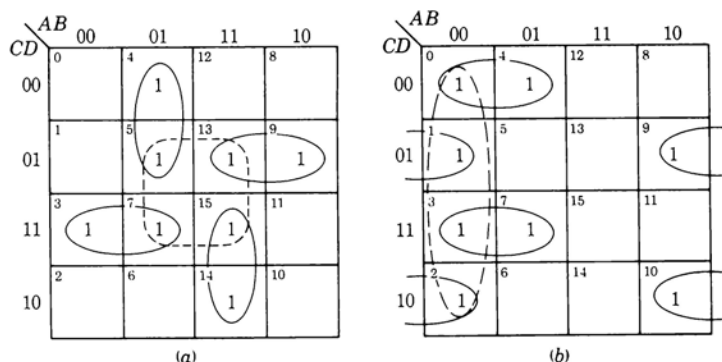 AB AB
CD 00 01 11 10 CD 00 01 11 10
0 4 12 8 0 4 12 8
00 1 00 1 1
1 5 13 9 1 5 13 9
01 1 1 1 01 1 1
3 7 15 11 3 7 15 11
11 1 1 1 11 1 1
2 6 14 10 2 6 14 10
10 1 10 1 1
(a) (b)